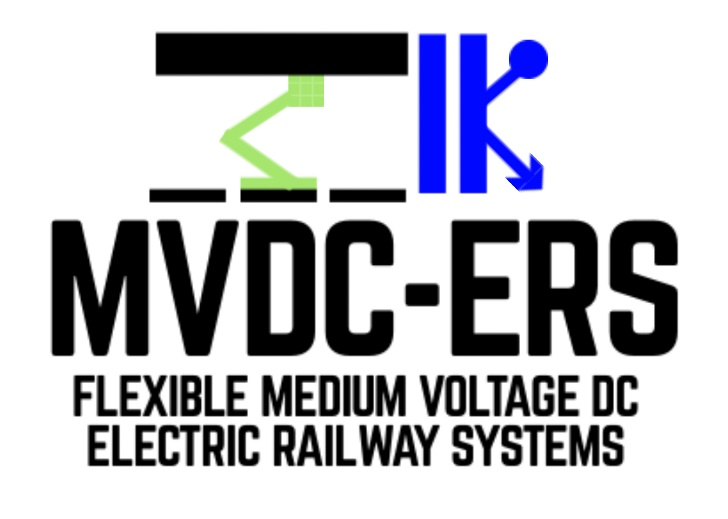 MVDC-ERS
FLEXIBLE MEDIUM VOLTAGE DC
ELECTRIC RAILWAY SYSTEMS